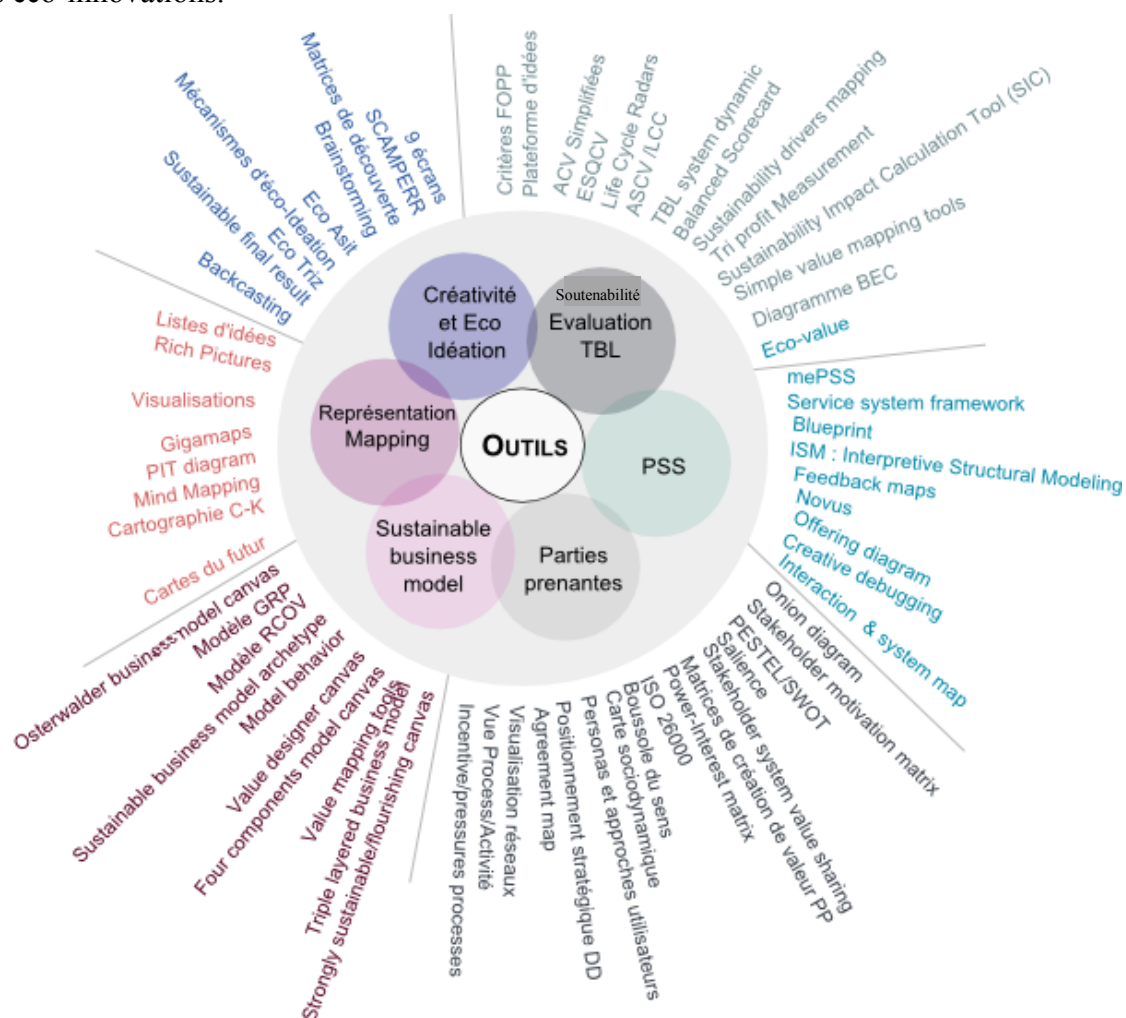 eco-innovations.
Critères FOPP
Plateforme d'idées
ACV Simplifiées
ESQCV
Life Cycle Radars
ASCV /LCC
TBL system dynamic
Balanced Scorecard
Sustainability drivers mapping
Tri profit Measurement
Sustainability Impact Calculation Tool (SIC)
Simple value mapping tools
Diagramme BEC
Eco-value
mePSS
Service system framework
Blueprint
ISM : Interpretive Structural Modeling
Feedback maps
Novus
Offering diagram
Creative debugging
Interaction & system map
Onion diagram
Stakeholder motivation matrix
PESTEL/SWOT
Salience
Stakeholder system value sharing
Matrices de création de valeur PP
Power-Interest matrix
ISO 26000
Boussole du sens
Carte sociodynamique
Personas et approches utilisateurs
Positionnement stratégique DD
Agreement map
Visualisation réseaux
Vue Process/Activité
Incentive/pressures processes
Strongly sustainable/flourishing canvas
Triple layered business model
Value mapping tools
Four components model canvas
Value designer canvas
Model behavior
Sustainable business model archetype
Modèle RCOV
Modèle GRP
Osterwalder business model canvas
Cartes du futur
Cartographie C-K
Mind Mapping
PIT diagram
Gigamaps
Visualisations
Rich Pictures
Listes d'idées
Backcasting
Sustainable final result
Eco Triz
Mécanismes d'éco-Ideation
Eco Asit
Brainstorming
Matrices de découverte
SCAMPERR
9 écrans
Créativité
et Eco
Idéation
Soutenabilité
Evaluation
TBL
Représentation
Mapping
OUTILS
PSS
Sustainable
business
model
Parties
prenantes